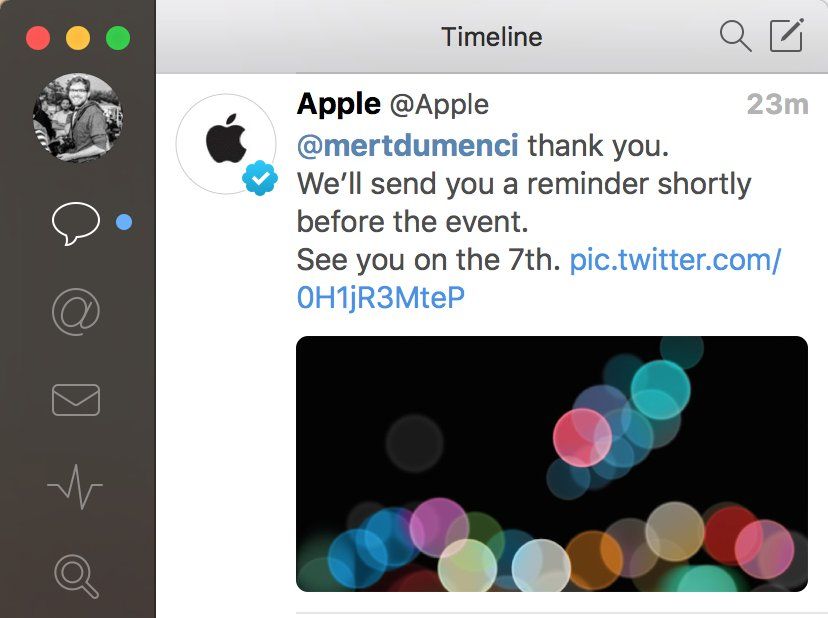 Timeline
Apple @Apple 23m
@mertdumenci thank you.
We’ll send you a reminder shortly
before the event.
See you on the 7th. pic.twitter.com/
0H1jR3MteP